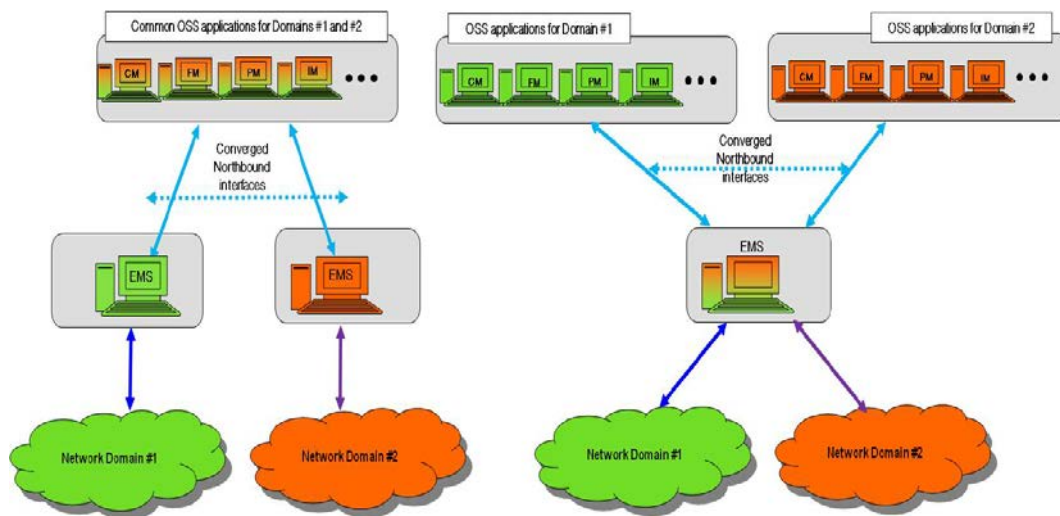 Common OSS applications for Domains #1 and #2
CM
FM
PM
IM
Converged
Northbound
interfaces
EMS
EMS
Network Domain #1
Network Domain #2
OSS applications for Domain #1
CM
FM
PM
IM
OSS applications for Domain #2
CM
FM
PM
IM
Converged
Northbound
interfaces
EMS
Network Domain #1
Network Domain #2